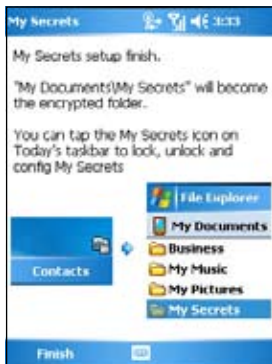 My Secrets 3:33
My Secrets setup finish.
"My Documents\My Secrets" will become
the encrypted folder.
You can tap the My Secrets icon on
Today's taskbar to lock, unlock and
config My Secrets
File Explorer
My Documents
Business
My Music
My Pictures
My Secrets
Contacts
Finish